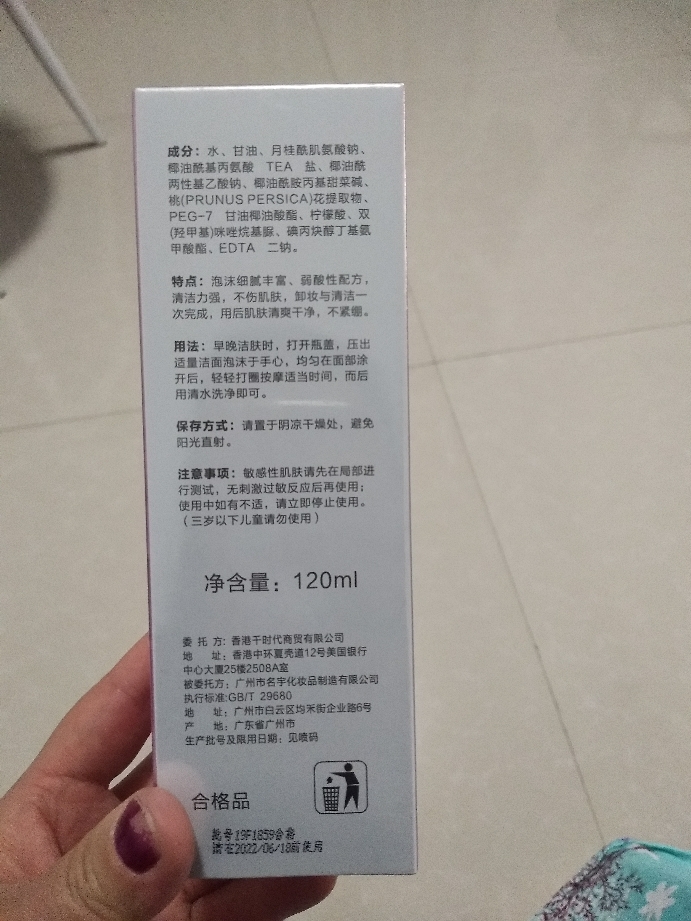 成分：水、甘油、月桂酰肌氨酸钠、
椰油酰基丙氨酸 TEA 盐、椰油酰
两性基乙酸钠、椰油酰胺丙基甜菜碱、
桃(PRUNUS PERSICA)花提取物、
PEG-7 甘油椰油酸酯、柠檬酸、双
(羟甲基)咪唑烷基脲、碘丙炔醇丁基氨
甲酸酯、EDTA 二钠。
特点：泡沫细腻丰富、弱酸性配方，
清洁力强，不伤肌肤，卸妆与清洁一
次完成，用后肌肤清爽干净，不紧绷。
用法：早晚洁肤时，打开瓶盖，压出
适量洁面泡沫于手心，均匀在面部涂
开后，轻轻打圈按摩适当时间，而后
用清水洗净即可。
保存方式：请置于阴凉干燥处，避免
阳光直射。
注意事项：敏感性肌肤请先在局部进
行测试，无刺激过敏反应后再使用；
使用中如有不适，请立即停止使用。
（三岁以下儿童请勿使用）
净含量：120ml
委 托 方：香港千时代商贸有限公司
地 址：香港中环夏壳道12号美国银行
中心大厦25楼2508A室
被委托方：广州市名宇化妆品制造有限公司
执行标准:GB/T 29680
地 址：广州市白云区均禾街企业路6号
产 地：广东省广州市
生产批号及限用日期：见喷码
合格品
批号19F1859合格
请在2022/06/18前使用